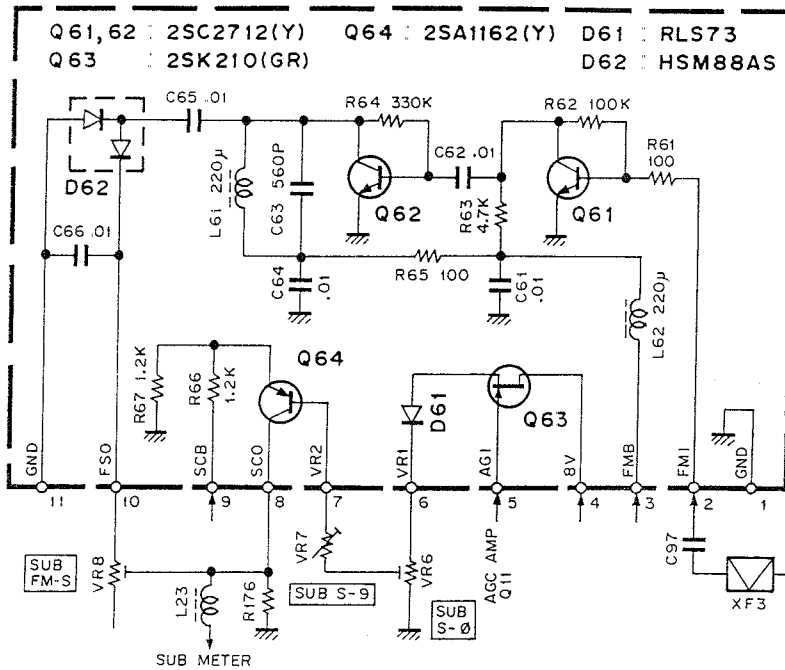 Q61,62 : 2SC2712(Y) Q64 : 2SA1162(Y) D61 : RLS73
Q63 : 2SK210(GR) D62 : HSM88AS
C65 .01
R64 330K
R62 100K
R61 100
D62
L61 220μ
C63 560P
Q62
C62 .01
R63 4.7K
Q61
C66 .01
C64 .01
R65 100
C61 .01
L62 220μ
R67 1.2K
R66 1.2K
Q64
D61
Q63
GND
FSO
SCB
SCO
VR2
VR1
AGI
8V
FMB
FMI
GND
11 10 9 8 7 6 5 4 3 2 1
SUB FM-S
VR8
L23
R176
VR7
SUB S-9
VR6
SUB S-Ø
AGC AMP Q11
C97
XF3
SUB METER